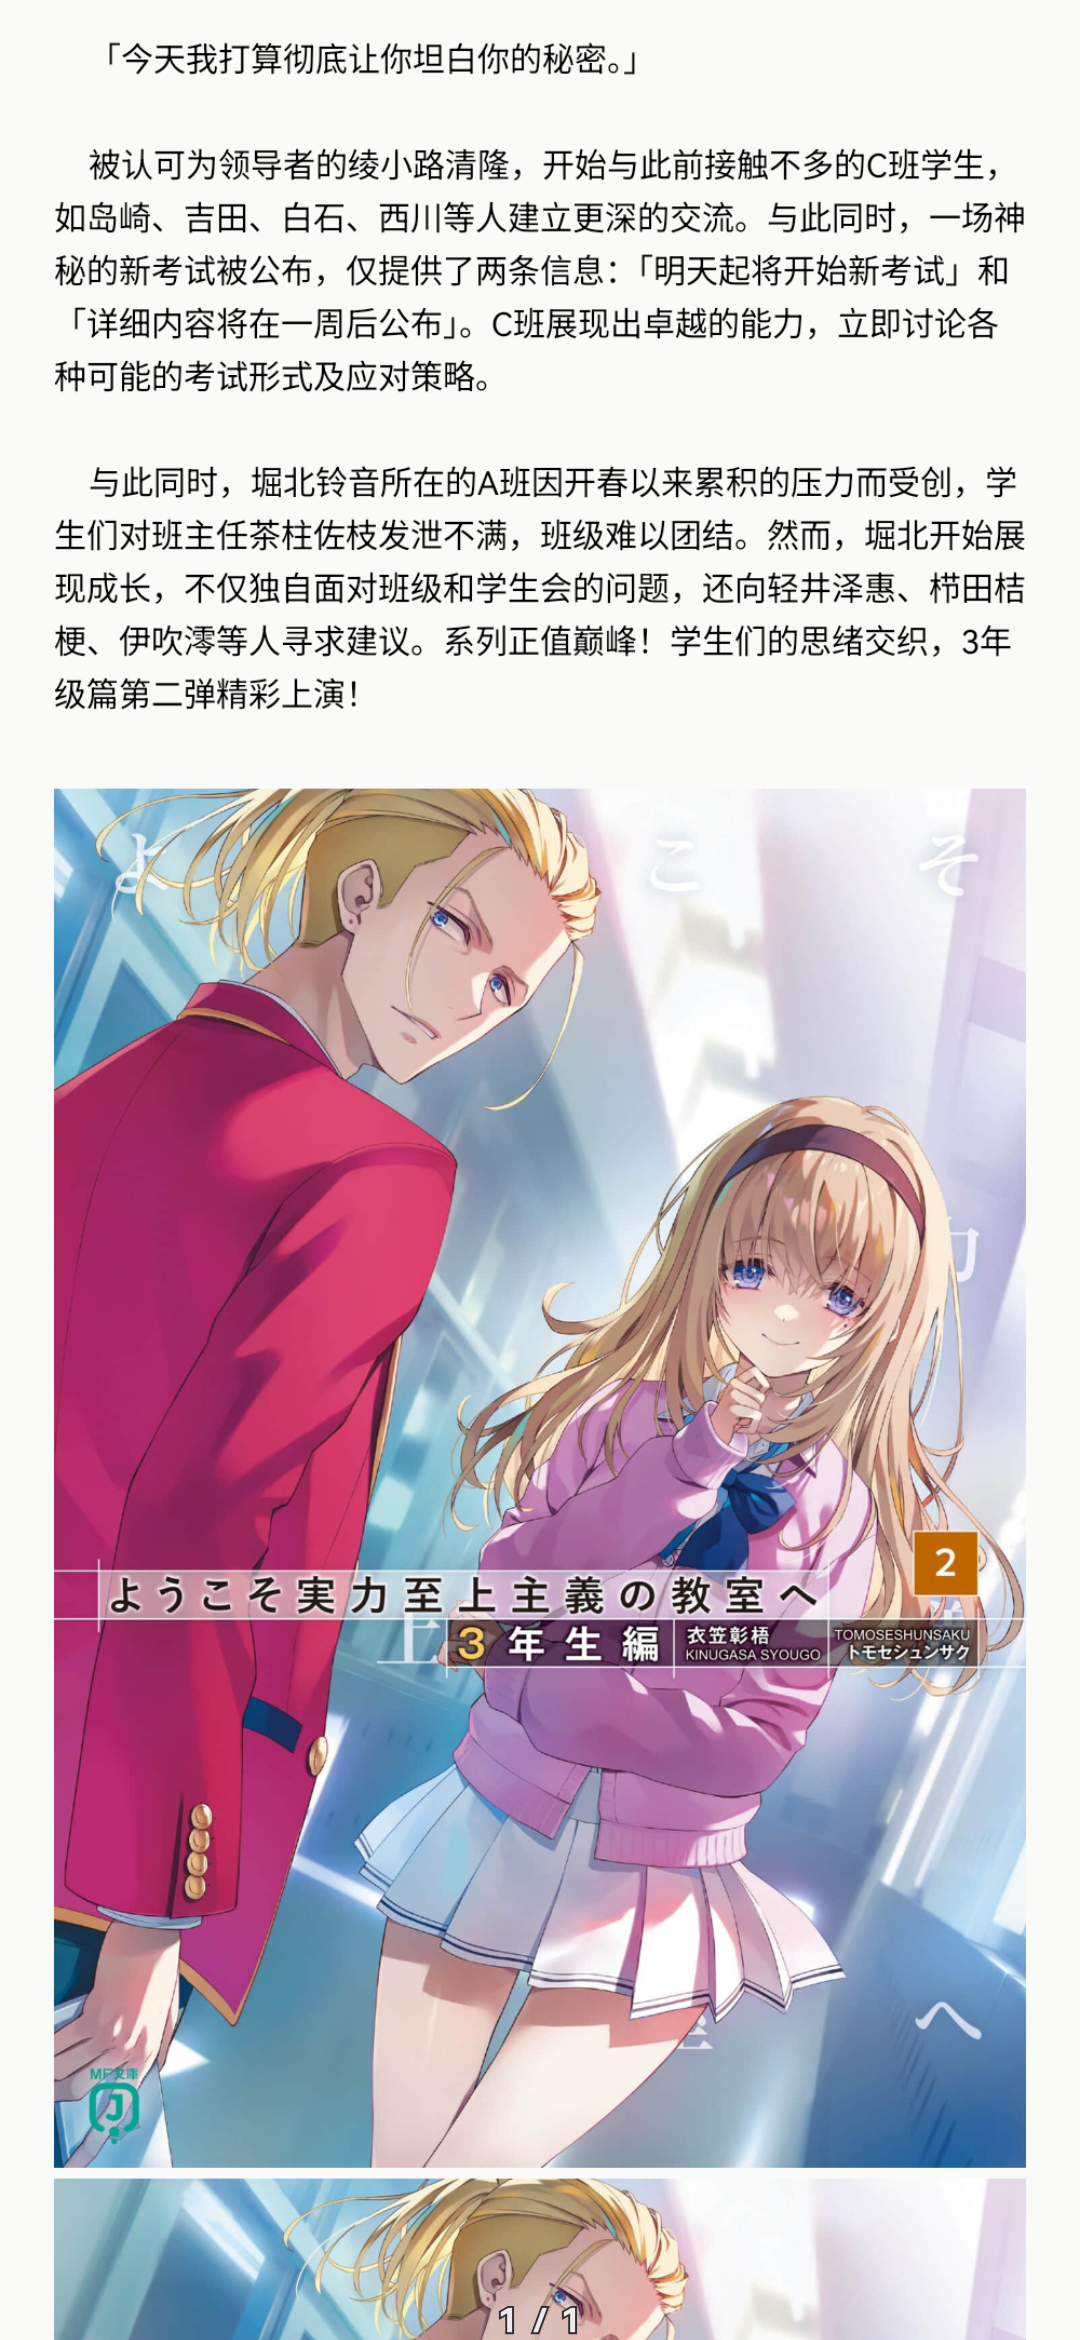 「今天我打算彻底让你坦白你的秘密。」
被认可为领导者的绫小路清隆，开始与此前接触不多的C班学生，
如岛崎、吉田、白石、西川等人建立更深的交流。与此同时，一场神
秘的新考试被公布，仅提供了两条信息：「明天起将开始新考试」和
「详细内容将在一周后公布」。C班展现出卓越的能力，立即讨论各
种可能的考试形式及应对策略。
与此同时，堀北铃音所在的A班因开春以来累积的压力而受创，学
生们对班主任茶柱佐枝发泄不满，班级难以团结。然而，堀北开始展
现成长，不仅独自面对班级和学生会的问题，还向轻井泽惠、栉田桔
梗、伊吹澪等人寻求建议。系列正值巅峰！学生们的思绪交织，3年
级篇第二弹精彩上演！
よ こ そ
力
2
ようこそ実力至上主義の教室へ
上
3年生編
衣笠彰梧
KINUGASA SYOUGO
TOMOSESHUNSAKU
トモセシュンサク
へ
MF文庫
J
1 / 1